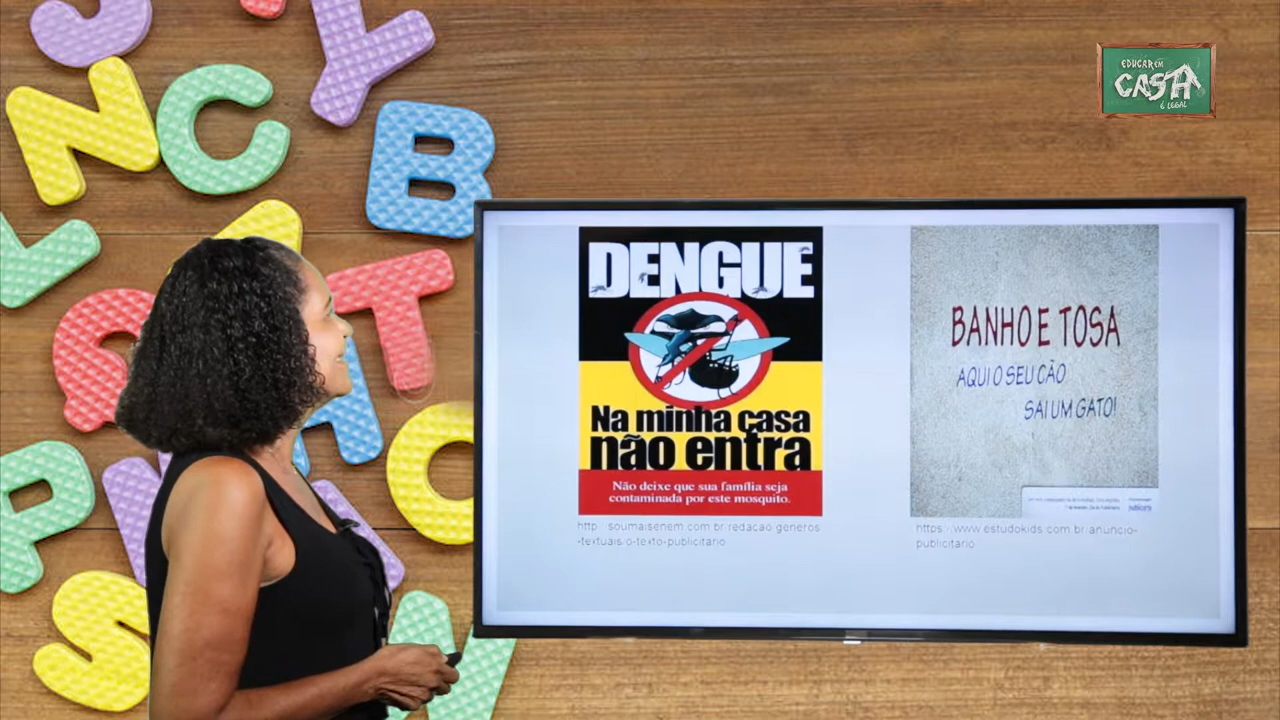 EDUCAR EM
CASA
É LEGAL
DENGUE
Na minha casa
não entra
Não deixe que sua família seja
contaminada por este mosquito.
http://soumaisenem.com.br/redacao/generos
-textuais/o-texto-publicitario
BANHO E TOSA
AQUI O SEU CÃO
SAI UM GATO!
https://www.estudokids.com.br/anuncio-
publicitario